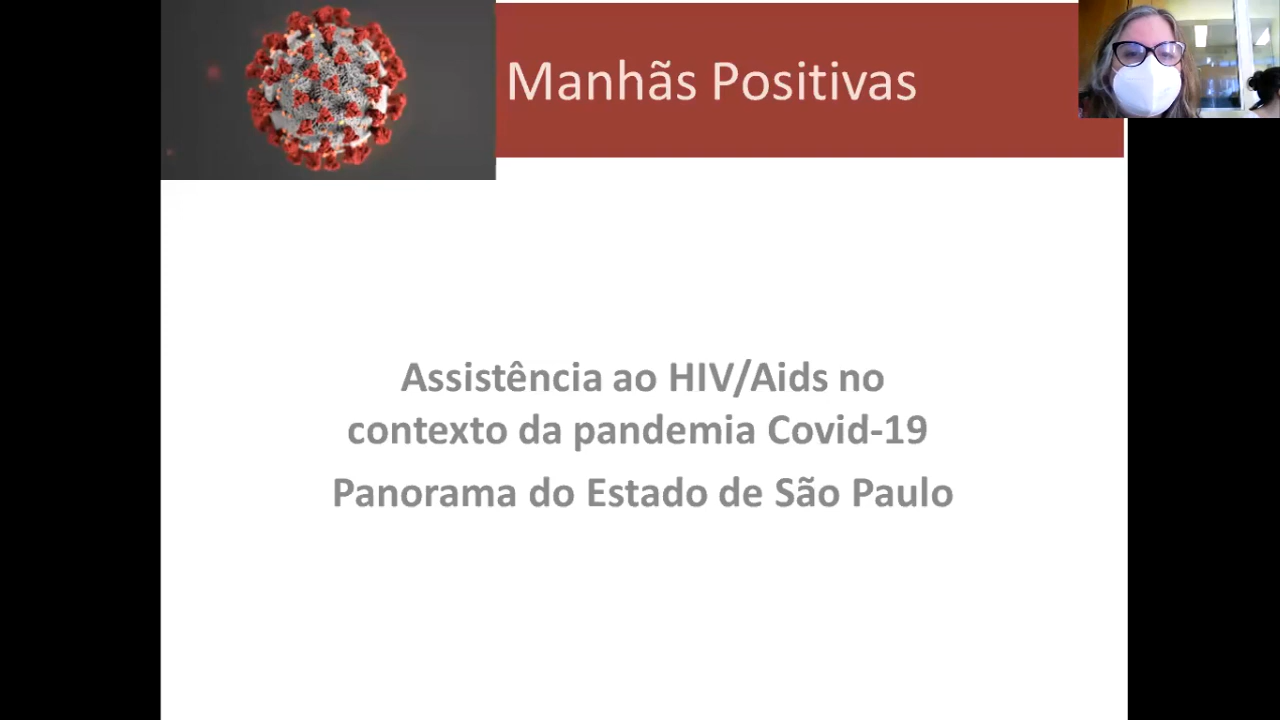 Manhãs Positivas
Assistência ao HIV/Aids no
contexto da pandemia Covid-19
Panorama do Estado de São Paulo